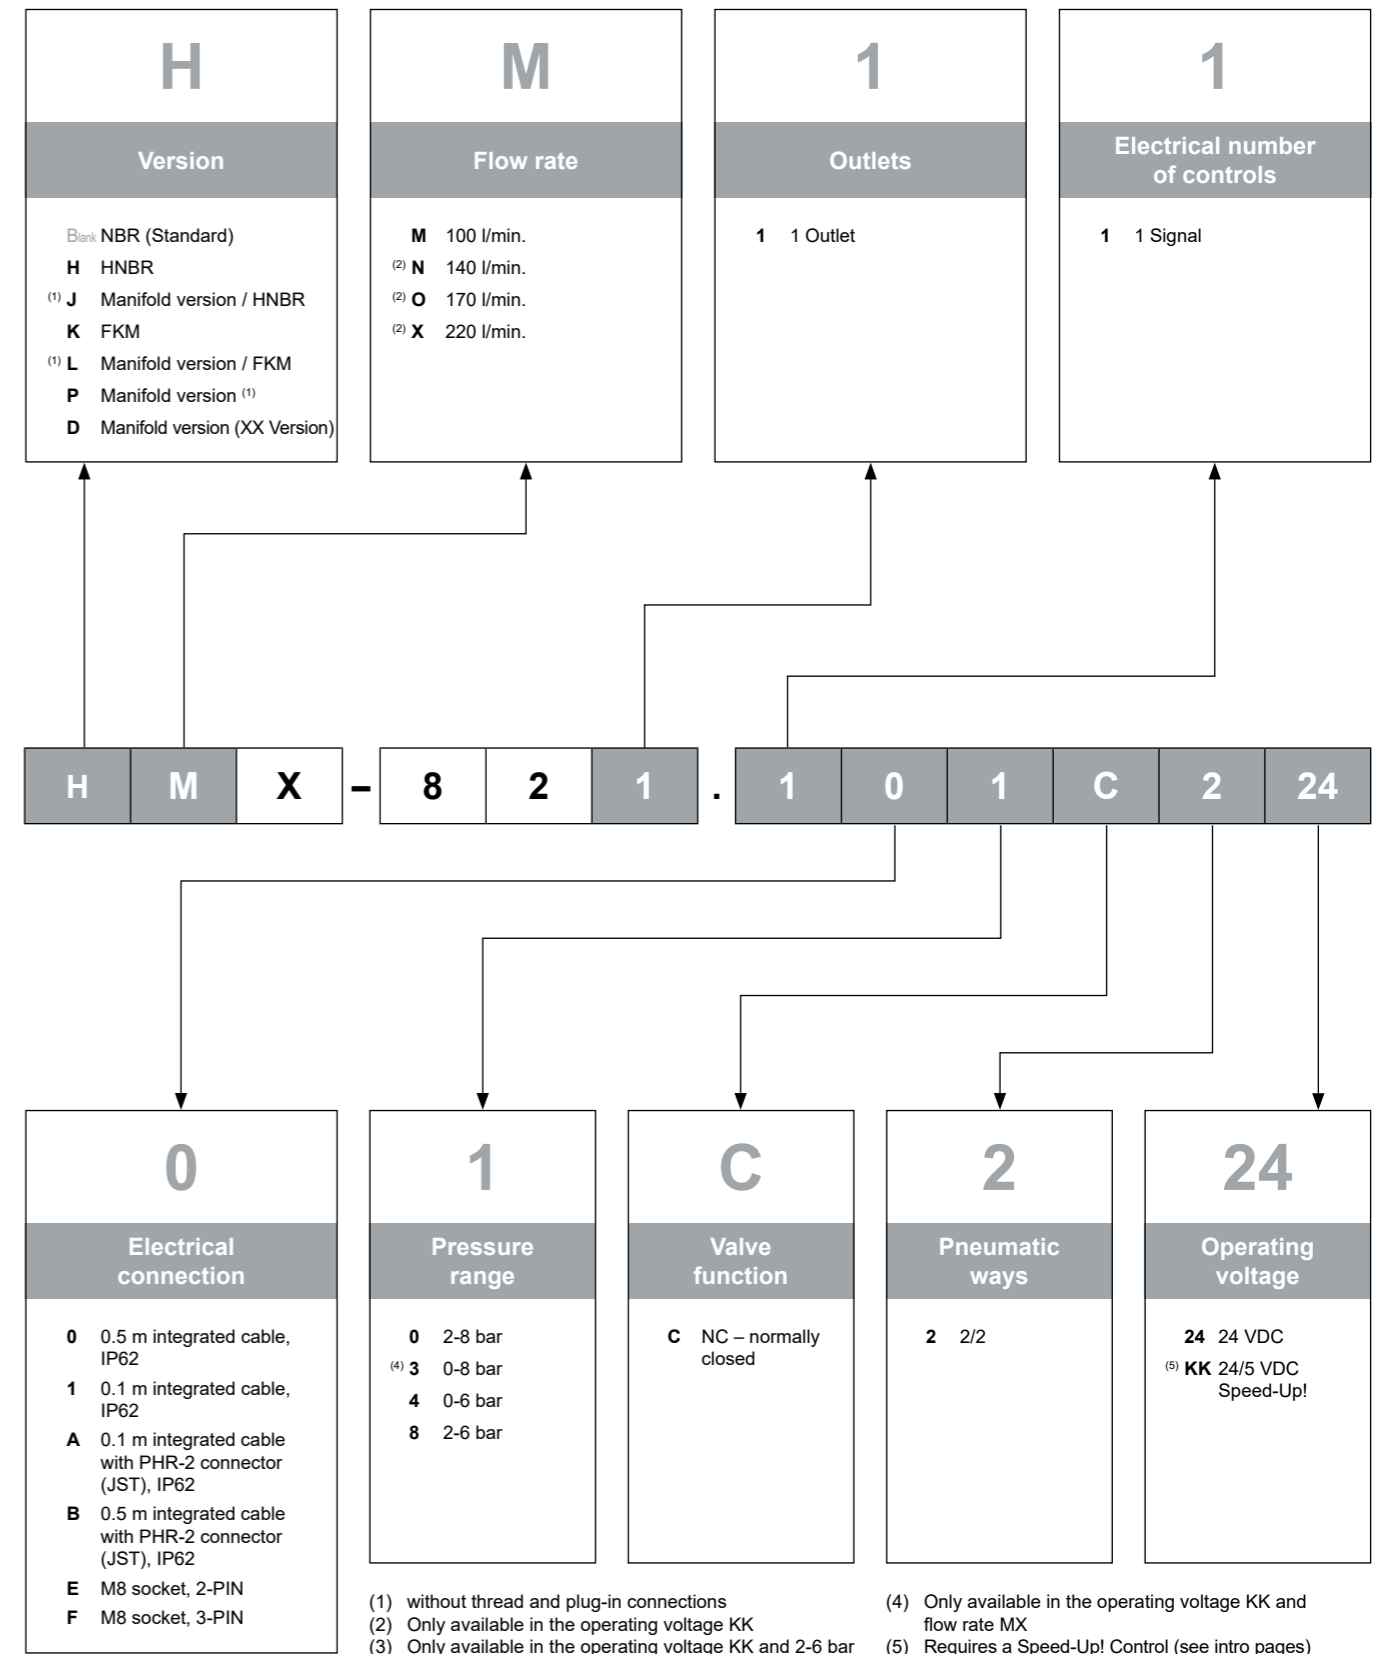 H
Version
Blank NBR (Standard)
H HNBR
(1) J Manifold version / HNBR
K FKM
(1) L Manifold version / FKM
P Manifold version (1)
D Manifold version (XX Version)
M
Flow rate
M 100 l/min.
(2) N 140 l/min.
(2) O 170 l/min.
(2) X 220 l/min.
1
Outlets
1 1 Outlet
1
Electrical number
of controls
1 1 Signal
H M X – 8 2 1 . 1 0 1 C 2 24
0
Electrical
connection
0 0.5 m integrated cable,
IP62
1 0.1 m integrated cable,
IP62
A 0.1 m integrated cable
with PHR-2 connector
(JST), IP62
B 0.5 m integrated cable
with PHR-2 connector
(JST), IP62
E M8 socket, 2-PIN
F M8 socket, 3-PIN
1
Pressure
range
0 2-8 bar
(4) 3 0-8 bar
4 0-6 bar
8 2-6 bar
C
Valve
function
C NC – normally
closed
2
Pneumatic
ways
2 2/2
24
Operating
voltage
24 24 VDC
(5) KK 24/5 VDC
Speed-Up!
(1) without thread and plug-in connections
(2) Only available in the operating voltage KK
(3) Only available in the operating voltage KK and 2-6 bar
(4) Only available in the operating voltage KK and
flow rate MX
(5) Requires a Speed-Up! Control (see intro pages)